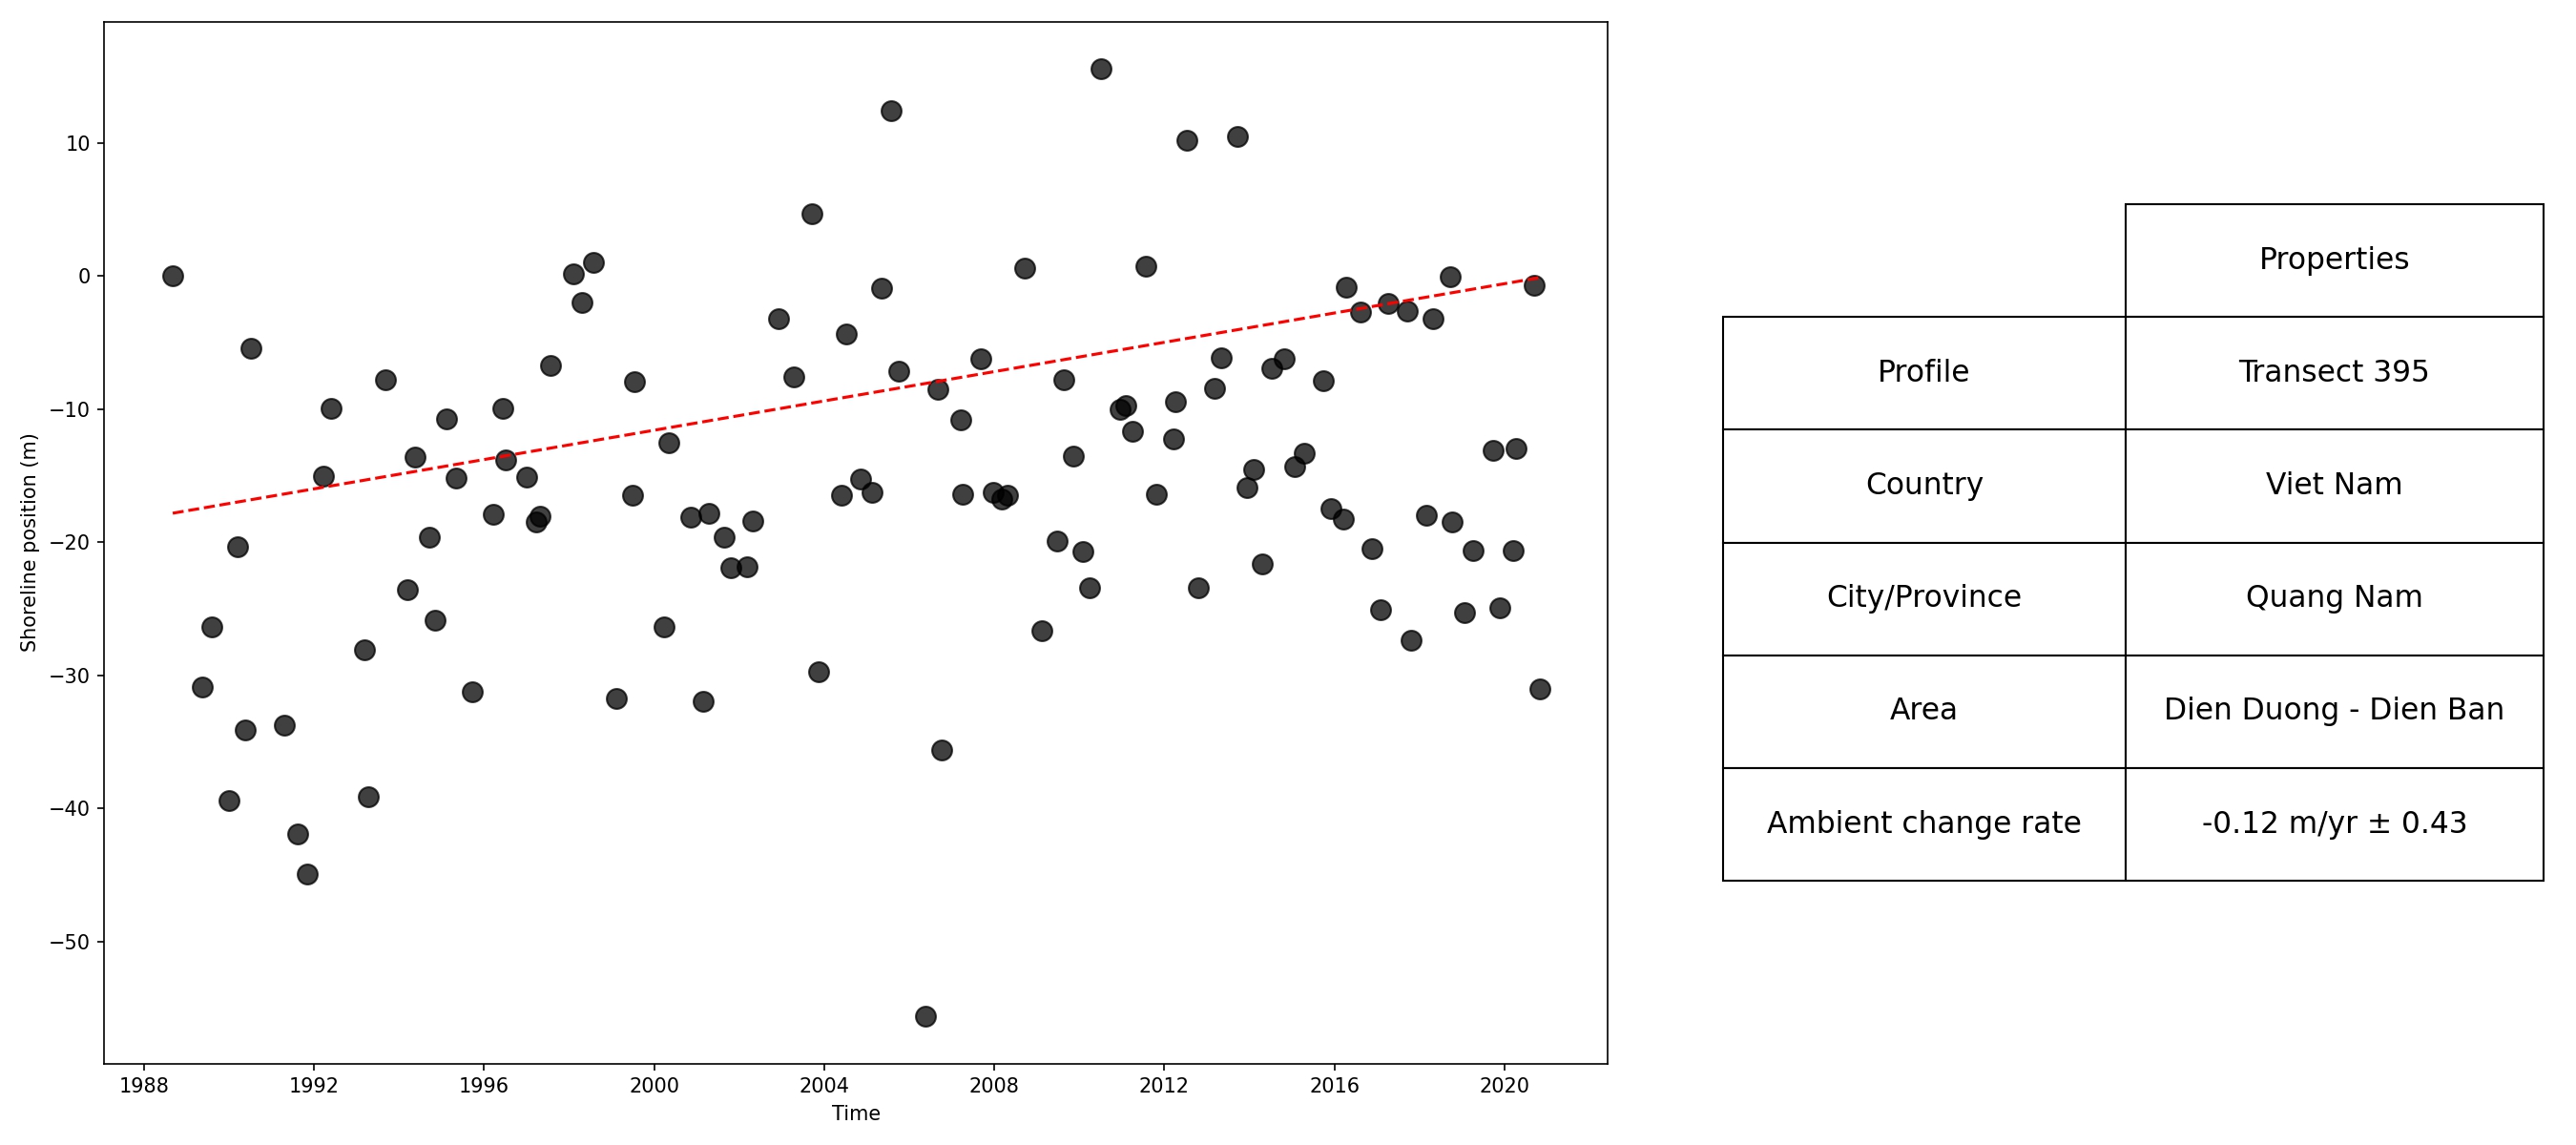 10
0
−10
−20
−30
−40
−50
Shoreline position (m)
1988 1992 1996 2000 2004 2008 2012 2016 2020
Time
Properties
Profile Transect 395
Country Viet Nam
City/Province Quang Nam
Area Dien Duong - Dien Ban
Ambient change rate -0.12 m/yr ± 0.43